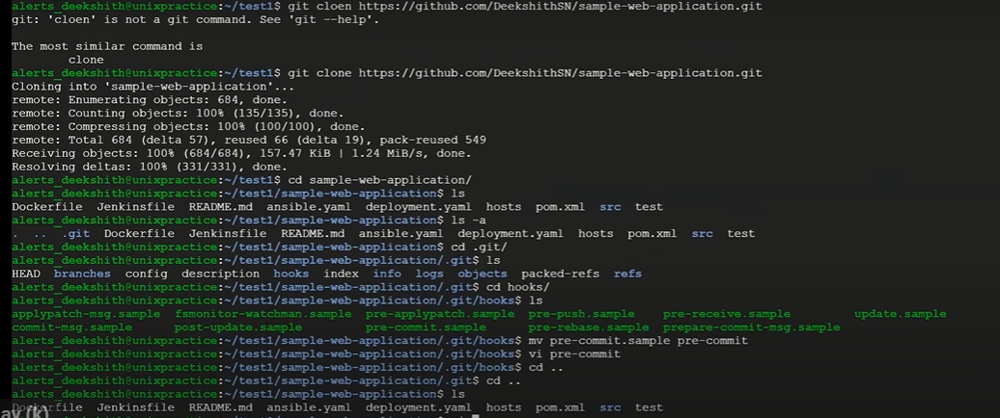 alerts_deekshith@unixpractice:~/test1$ git cloen https://github.com/DeekshithSN/sample-web-application.git
git: 'cloen' is not a git command. See 'git --help'.
The most similar command is
clone
alerts_deekshith@unixpractice:~/test1$ git clone https://github.com/DeekshithSN/sample-web-application.git
Cloning into 'sample-web-application'...
remote: Enumerating objects: 684, done.
remote: Counting objects: 100% (135/135), done.
remote: Compressing objects: 100% (100/100), done.
remote: Total 684 (delta 57), reused 66 (delta 19), pack-reused 549
Receiving objects: 100% (684/684), 157.47 KiB | 1.24 MiB/s, done.
Resolving deltas: 100% (331/331), done.
alerts_deekshith@unixpractice:~/test1$ cd sample-web-application/
alerts_deekshith@unixpractice:~/test1/sample-web-application$ ls
Dockerfile Jenkinsfile README.md ansible.yaml deployment.yaml hosts pom.xml src test
alerts_deekshith@unixpractice:~/test1/sample-web-application$ ls -a
. .. .git Dockerfile Jenkinsfile README.md ansible.yaml deployment.yaml hosts pom.xml src test
alerts_deekshith@unixpractice:~/test1/sample-web-application$ cd .git/
alerts_deekshith@unixpractice:~/test1/sample-web-application/.git$ ls
HEAD branches config description hooks index info logs objects packed-refs refs
alerts_deekshith@unixpractice:~/test1/sample-web-application/.git$ cd hooks/
alerts_deekshith@unixpractice:~/test1/sample-web-application/.git/hooks$ ls
applypatch-msg.sample fsmonitor-watchman.sample pre-applypatch.sample pre-push.sample pre-receive.sample update.sample
commit-msg.sample post-update.sample pre-commit.sample pre-rebase.sample prepare-commit-msg.sample
alerts_deekshith@unixpractice:~/test1/sample-web-application/.git/hooks$ mv pre-commit.sample pre-commit
alerts_deekshith@unixpractice:~/test1/sample-web-application/.git/hooks$ vi pre-commit
alerts_deekshith@unixpractice:~/test1/sample-web-application/.git/hooks$ cd ..
alerts_deekshith@unixpractice:~/test1/sample-web-application/.git$ cd ..
alerts_deekshith@unixpractice:~/test1/sample-web-application$ ls
Dockerfile Jenkinsfile README.md ansible.yaml deployment.yaml hosts pom.xml src test
ay (k)